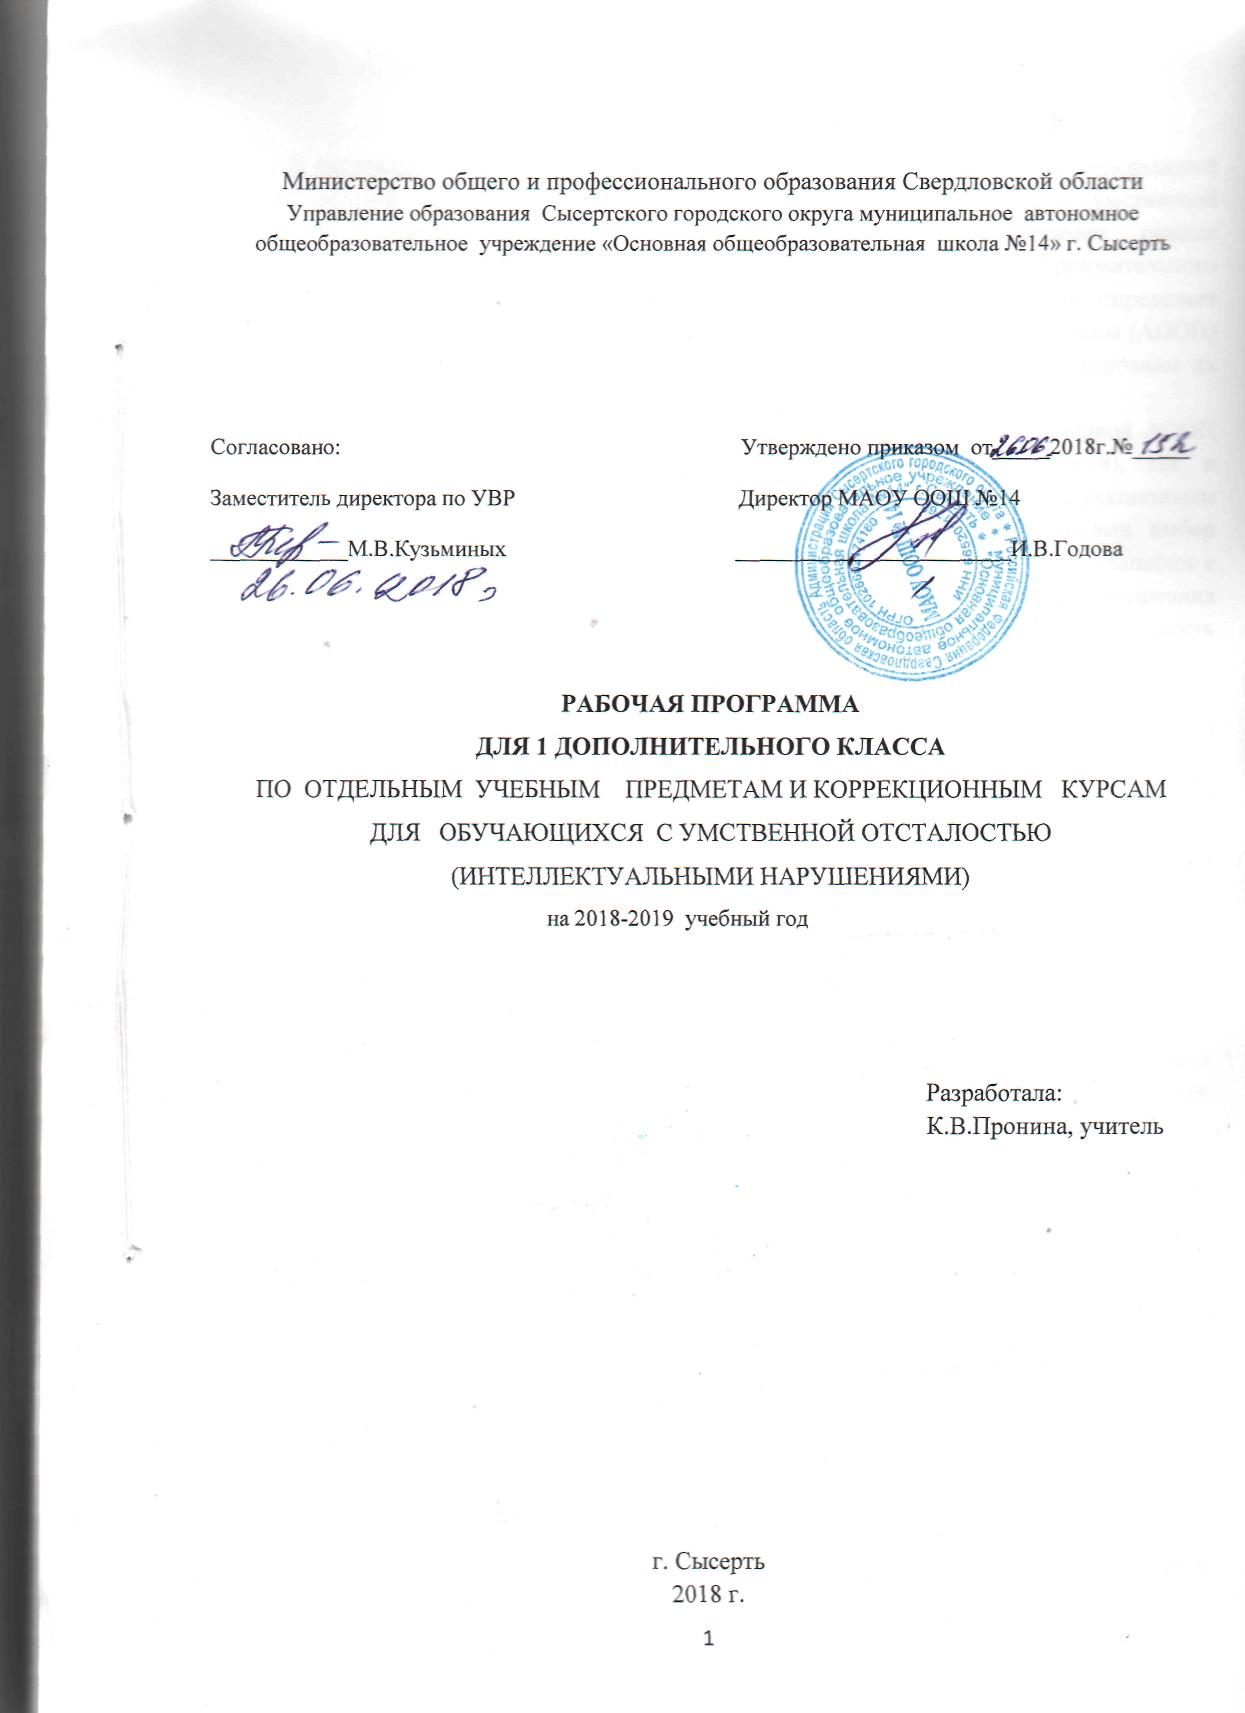 Министерство общего и профессионального образования Свердловской области
Управление образования Сысертского городского округа муниципальное автономное
общеобразовательное учреждение «Основная общеобразовательная школа №14» г. Сысерть
Согласовано:
Утверждено приказом от 26.06. 2018г.№
Заместитель директора по УВР
Директор МАОУ ООШ №14
М.В.Кузьминых
И.В.Годова
26.06.2018г
РАБОЧАЯ ПРОГРАММА
ДЛЯ 1 ДОПОЛНИТЕЛЬНОГО КЛАССА
ПО ОТДЕЛЬНЫМ УЧЕБНЫМ ПРЕДМЕТАМ И КОРРЕКЦИОННЫМ КУРСАМ
ДЛЯ ОБУЧАЮЩИХСЯ С УМСТВЕННОЙ ОТСТАЛОСТЬЮ
(ИНТЕЛЛЕКТУАЛЬНЫМИ НАРУШЕНИЯМИ)
на 2018-2019 учебный год
Разработала:
К.В.Пронина, учитель
г. Сысерть
2018 г.
1